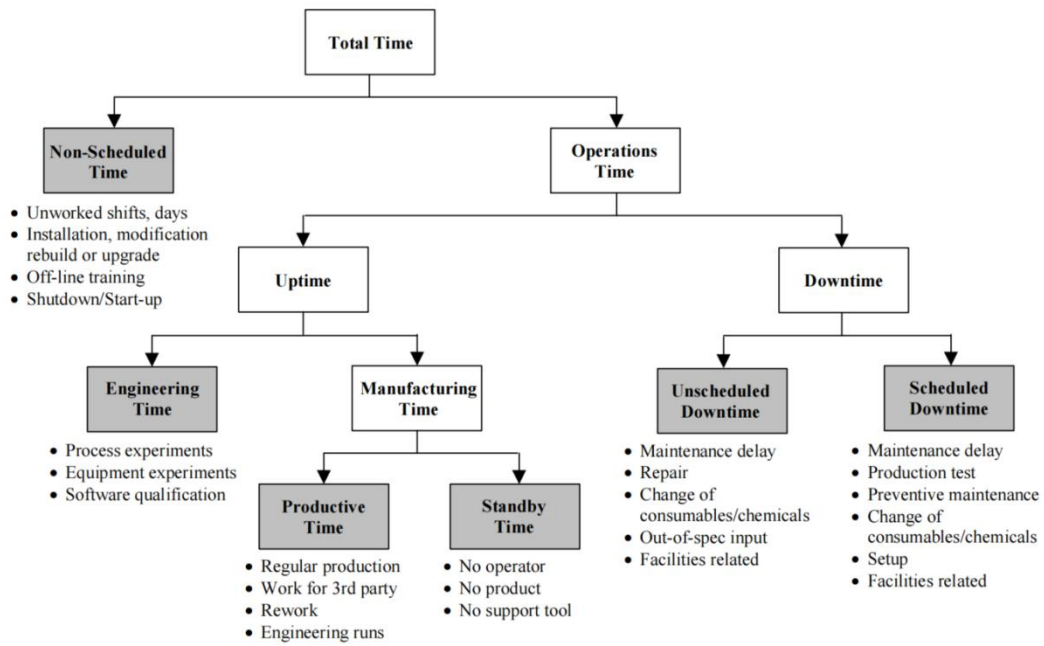 Total Time
Non-Scheduled
Time
Operations
Time
• Unworked shifts, days
• Installation, modification
rebuild or upgrade
• Off-line training
• Shutdown/Start-up
Uptime
Downtime
Engineering
Time
Manufacturing
Time
Unscheduled
Downtime
Scheduled
Downtime
• Process experiments
• Equipment experiments
• Software qualification
• Maintenance delay
• Repair
• Change of
consumables/chemicals
• Out-of-spec input
• Facilities related
• Maintenance delay
• Production test
• Preventive maintenance
• Change of
consumables/chemicals
• Setup
• Facilities related
Productive
Time
Standby
Time
• Regular production
• Work for 3rd party
• Rework
• Engineering runs
• No operator
• No product
• No support tool